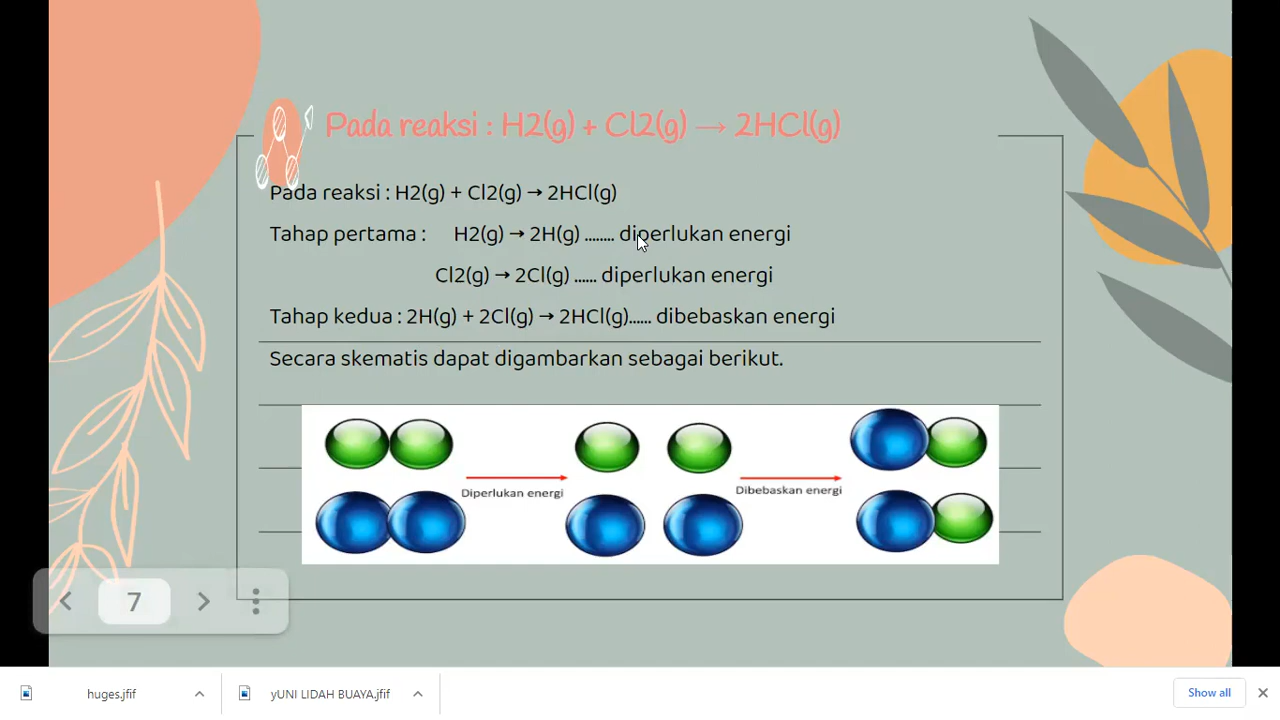 Pada reaksi : H2(g) + Cl2(g) → 2HCl(g)
Pada reaksi : H2(g) + Cl2(g) → 2HCl(g)
Tahap pertama : H2(g) → 2H(g) ........ diperlukan energi
Cl2(g) → 2Cl(g) ...... diperlukan energi
Tahap kedua : 2H(g) + 2Cl(g) → 2HCl(g)...... dibebaskan energi
Secara skematis dapat digambarkan sebagai berikut.
Diperlukan energi
Dibebaskan energi
7
huges.jfif
yUNI LIDAH BUAYA.jfif
Show all